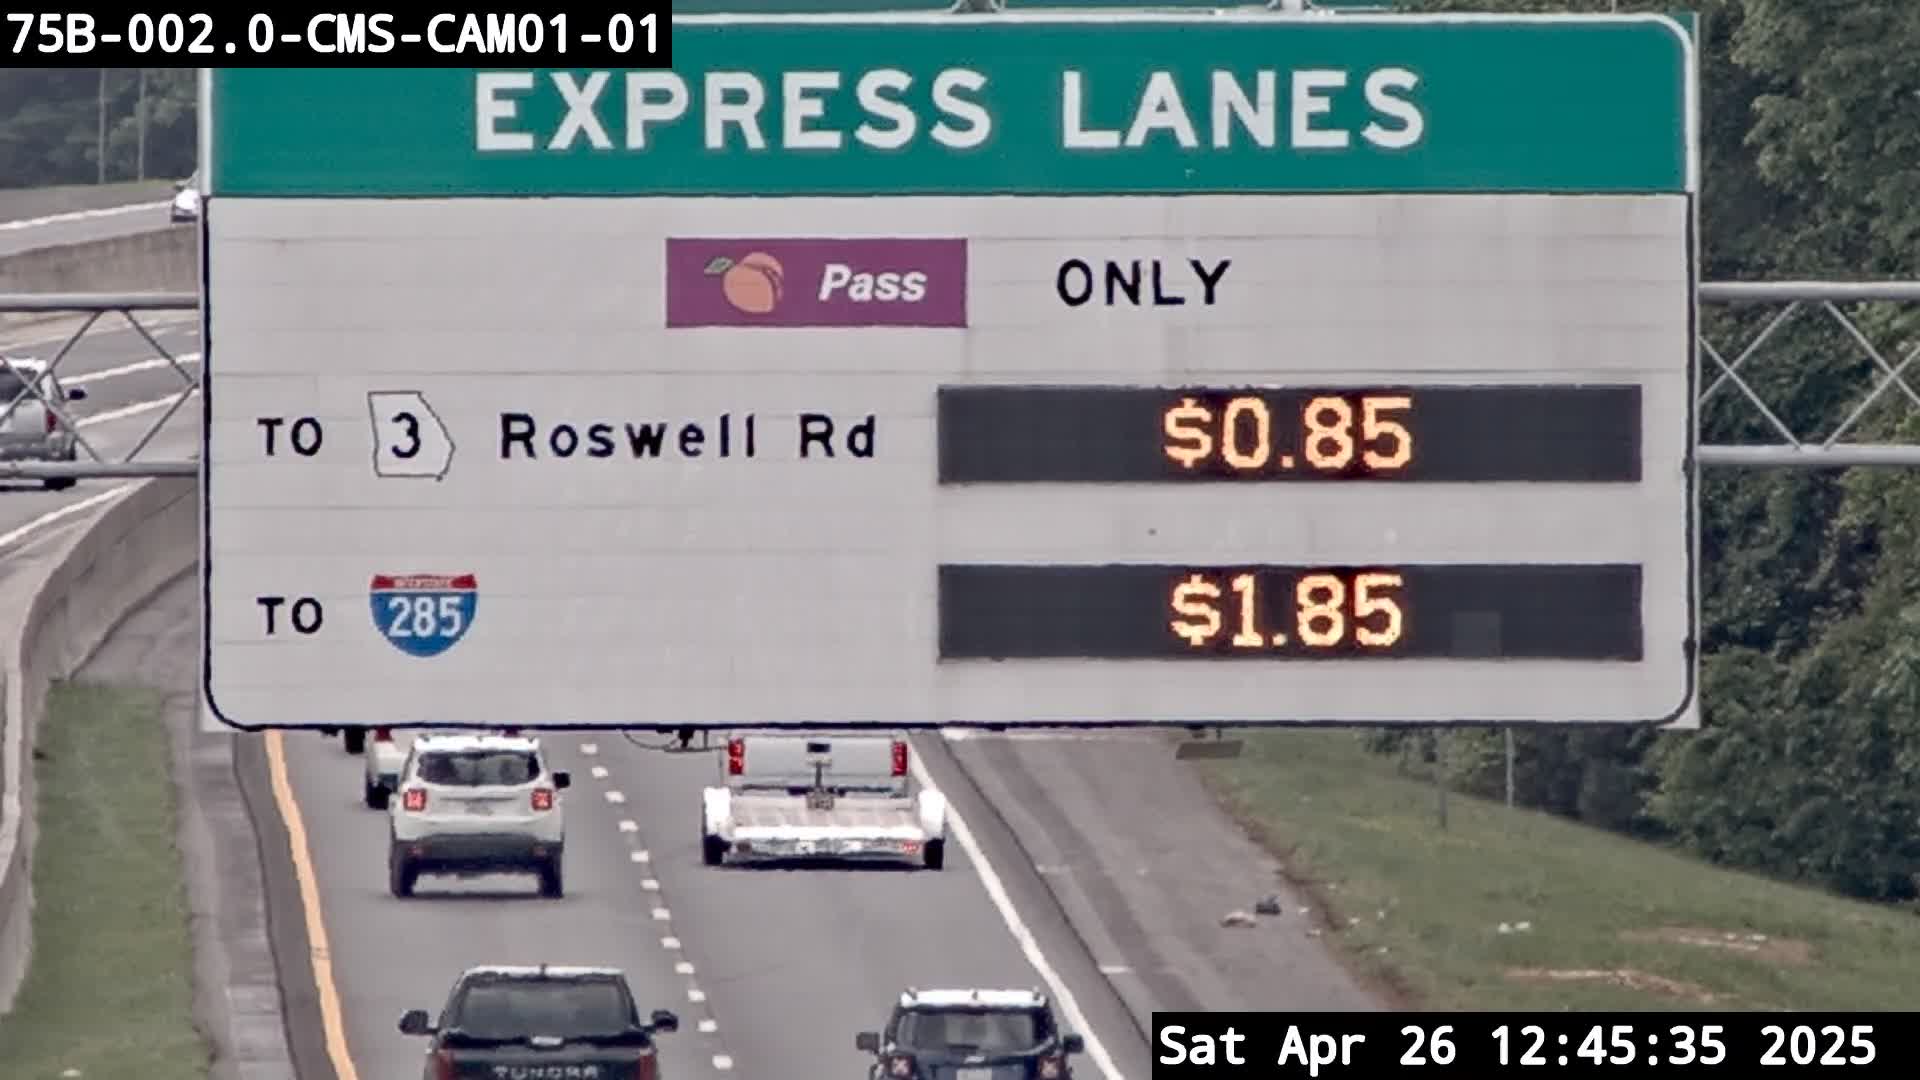 75B-002.0-CMS-CAM01-01
EXPRESS LANES
Pass ONLY
TO 3 Roswell Rd $0.85
INTERSTATE
TO 285 $1.85
TUNDRA
Sat Apr 26 12:45:35 2025